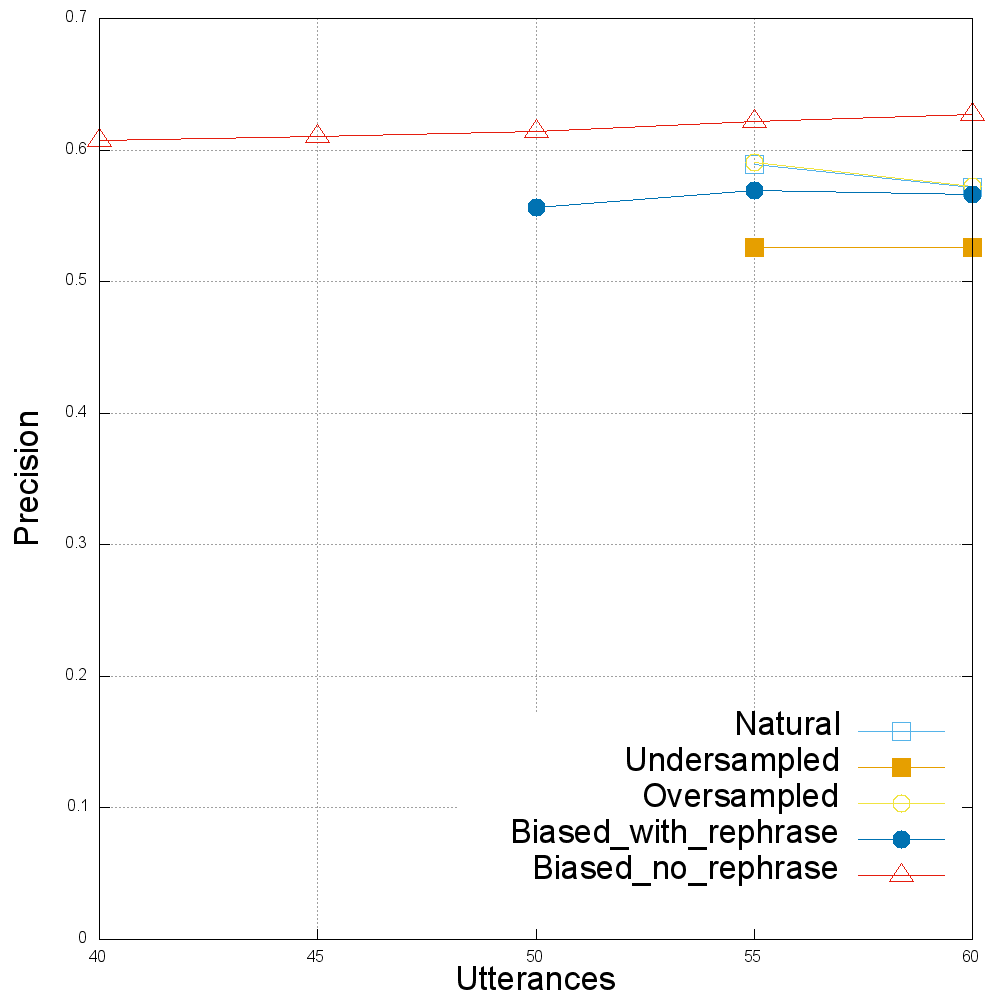 0.7
0.6
0.5
0.4
0.3
0.2
0.1
0
Precision
Natural
Undersampled
Oversampled
Biased_with_rephrase
Biased_no_rephrase
40 45 50 55 60
Utterances